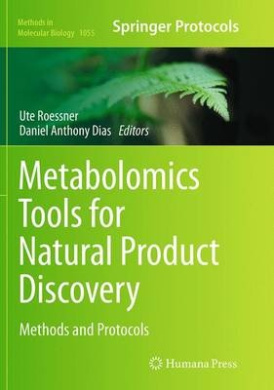 Methods in
Molecular Biology 1055
Springer Protocols
Ute Roessner
Daniel Anthony Dias Editors
Metabolomics
Tools for
Natural Product
Discovery
Methods and Protocols
Humana Press